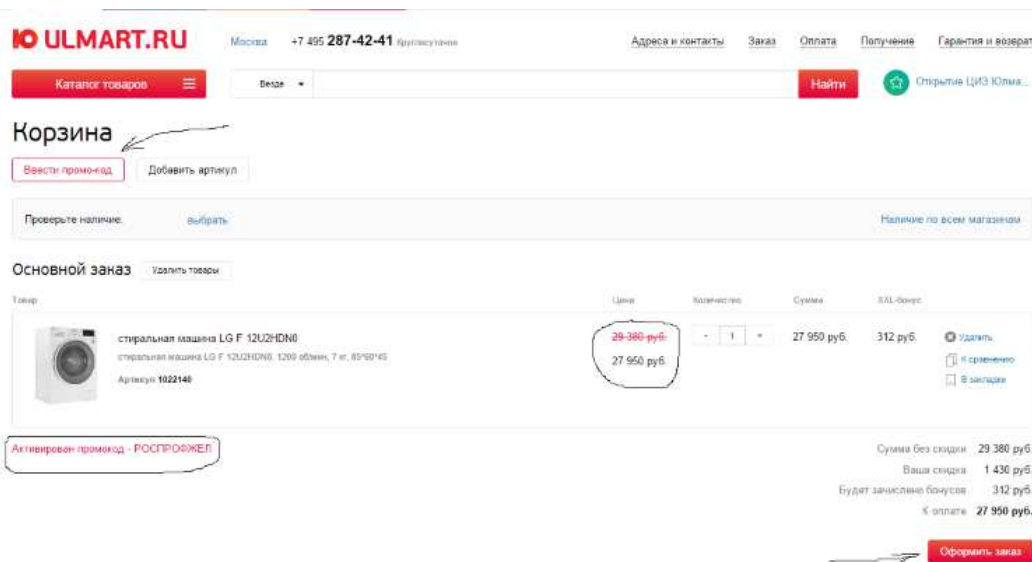 Ю ULMART.RU Москва +7 495 287-42-41 Круглосуточно Адреса и контакты Заказ Оплата Получение Гарантия и возврат
Каталог товаров Везде Найти Открытие ЦИЗ Юлма...
Корзина
Ввести промо-код Добавить артикул
Проверьте наличие: выбрать Наличие по всем магазинам
Основной заказ Удалить товары
Товар Цена Количество Сумма XXL-бонус
стиральная машина LG F 12U2HDN0 29 380 руб. - 1 + 27 950 руб. 312 руб. Удалить
стиральная машина LG F 12U2HDN0, 1200 об/мин, 7 кг, 85*60*45 27 950 руб. К сравнению
Артикул 1022140 В закладки
Активирован промокод - РОСПРОФЖЕЛ Сумма без скидки 29 380 руб.
Ваша скидка 1 430 руб.
Будет зачислено бонусов 312 руб.
К оплате 27 950 руб.
Оформить заказ